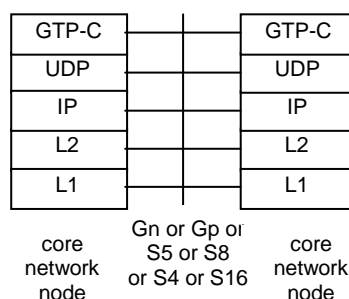 GTP-C GTP-C
UDP UDP
IP IP
L2 L2
L1 L1
Gn or Gp or
S5 or S8
or S4 or S16
core
network
node
core
network
node